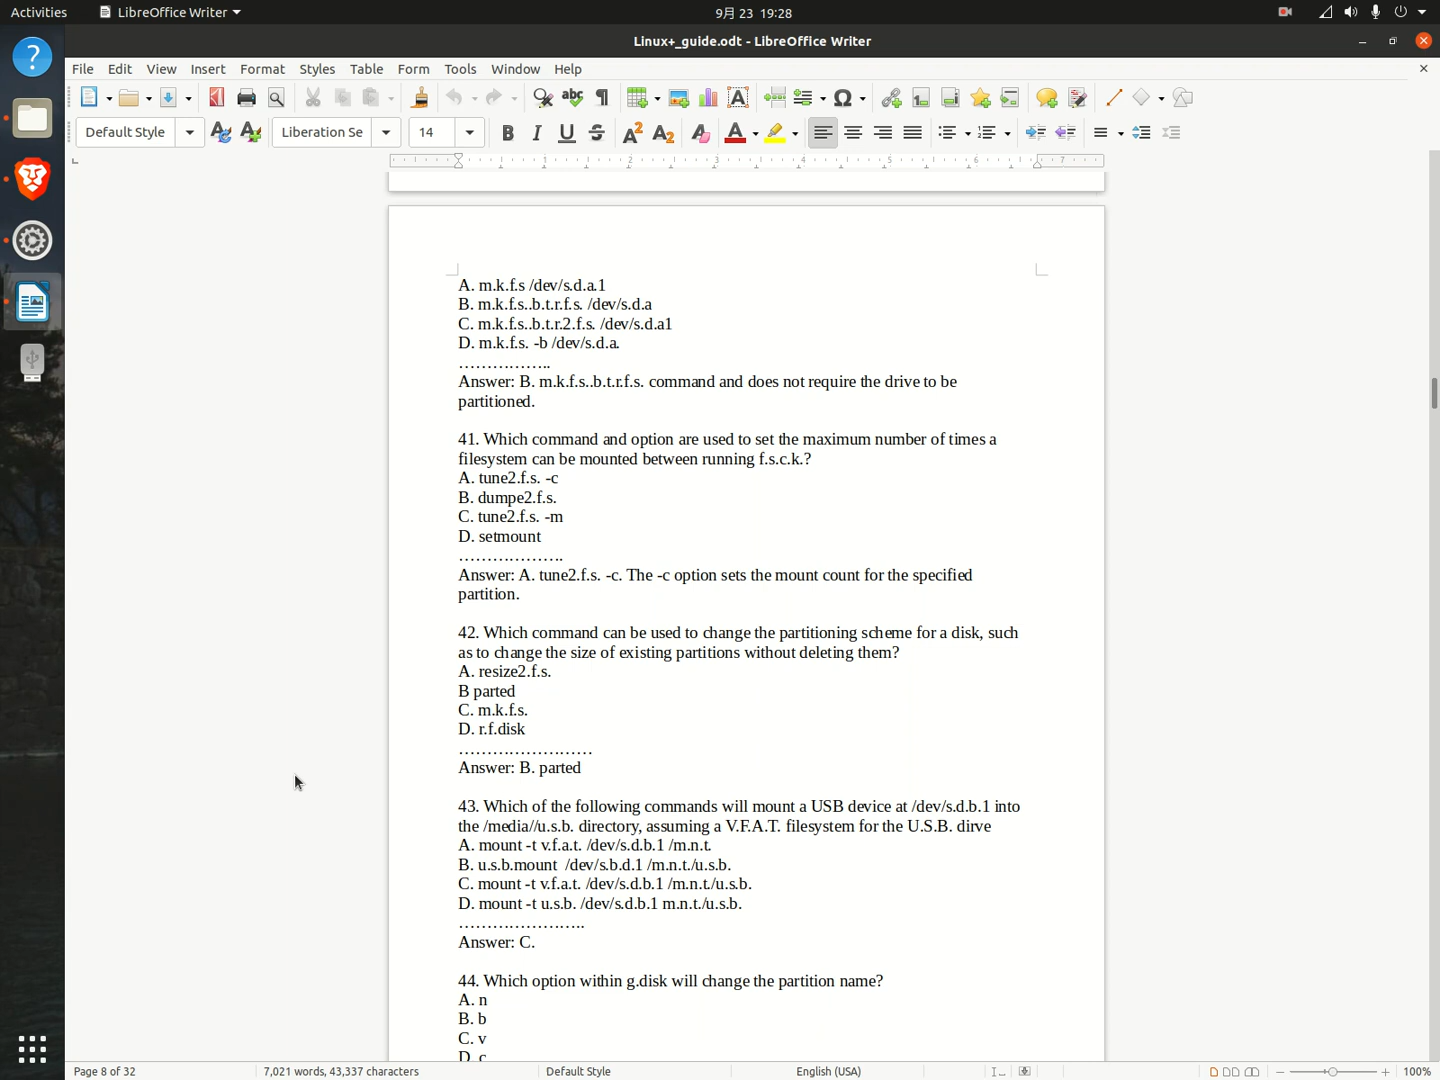 Activities LibreOffice Writer 9月 23 19:28
Linux+_guide.odt - LibreOffice Writer
File Edit View Insert Format Styles Table Form Tools Window Help
Default Style Liberation Se 14
1 2 3 4 5 6 7
A. m.k.f.s /dev/s.d.a.1
B. m.k.f.s..b.t.r.f.s. /dev/s.d.a
C. m.k.f.s..b.t.r.2.f.s. /dev/s.d.a1
D. m.k.f.s. -b /dev/s.d.a.
……………..
Answer: B. m.k.f.s..b.t.r.f.s. command and does not require the drive to be
partitioned.
41. Which command and option are used to set the maximum number of times a
filesystem can be mounted between running f.s.c.k.?
A. tune2.f.s. -c
B. dumpe2.f.s.
C. tune2.f.s. -m
D. setmount
……………….
Answer: A. tune2.f.s. -c. The -c option sets the mount count for the specified
partition.
42. Which command can be used to change the partitioning scheme for a disk, such
as to change the size of existing partitions without deleting them?
A. resize2.f.s.
B parted
C. m.k.f.s.
D. r.f.disk
……………………
Answer: B. parted
43. Which of the following commands will mount a USB device at /dev/s.d.b.1 into
the /media//u.s.b. directory, assuming a V.F.A.T. filesystem for the U.S.B. dirve
A. mount -t v.f.a.t. /dev/s.d.b.1 /m.n.t.
B. u.s.b.mount /dev/s.b.d.1 /m.n.t./u.s.b.
C. mount -t v.f.a.t. /dev/s.d.b.1 /m.n.t./u.s.b.
D. mount -t u.s.b. /dev/s.d.b.1 m.n.t./u.s.b.
…………………..
Answer: C.
44. Which option within g.disk will change the partition name?
A. n
B. b
C. v
D. c
Page 8 of 32 7,021 words, 43,337 characters Default Style English (USA) 100%